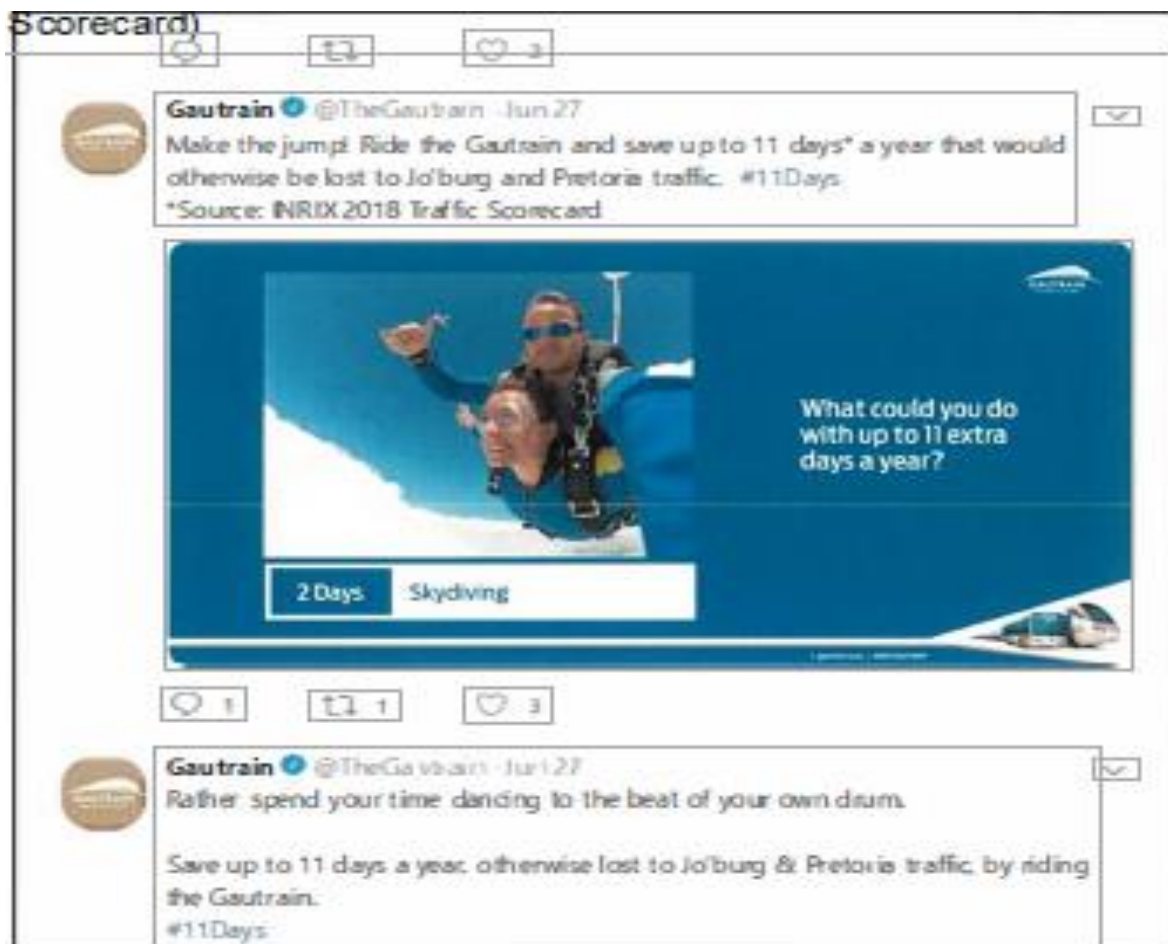 Scorecard)
3
Gautrain @TheGautrain · Jun 27
Make the jump! Ride the Gautrain and save up to 11 days* a year that would
otherwise be lost to Jo'burg and Pretoria traffic. #11Days
*Source: INRIX 2018 Traffic Scorecard
GAUTRAIN
What could you do
with up to 11 extra
days a year?
2 Days Skydiving
1 1 3
Gautrain @TheGautrain · Jun 27
Rather spend your time dancing to the beat of your own drum.
Save up to 11 days a year, otherwise lost to Jo'burg & Pretoria traffic, by riding
the Gautrain.
#11Days